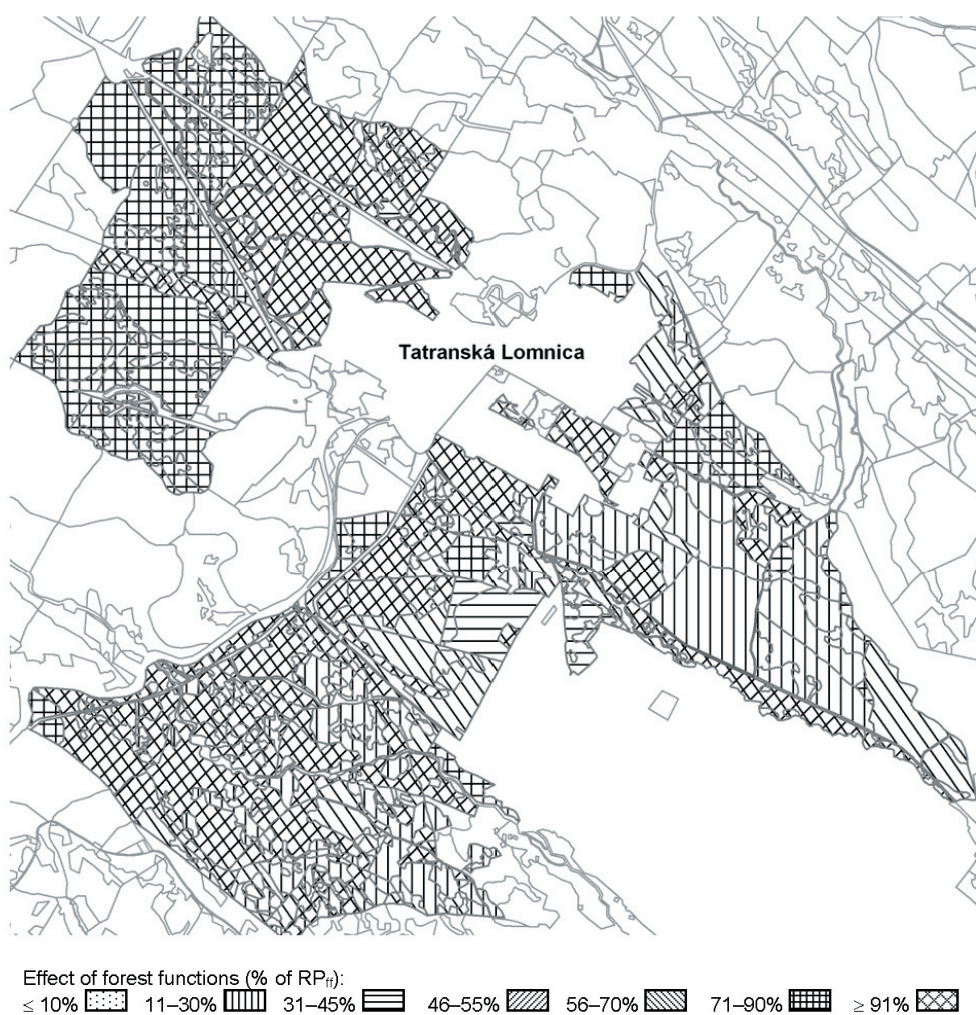 Tatranská Lomnica
Effect of forest functions (% of RPff):
≤ 10% 11–30% 31–45% 46–55% 56–70% 71–90% ≥ 91%